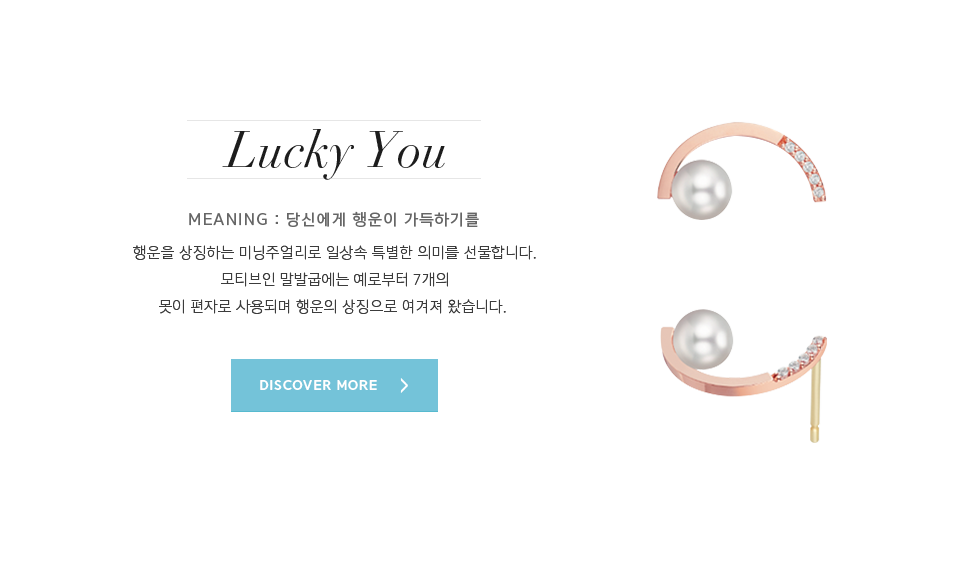 Lucky You
MEANING : 당신에게 행운이 가득하기를
행운을 상징하는 미닝주얼리로 일상속 특별한 의미를 선물합니다.
모티브인 말발굽에는 예로부터 7개의
못이 편자로 사용되며 행운의 상징으로 여겨져 왔습니다.
DISCOVER MORE